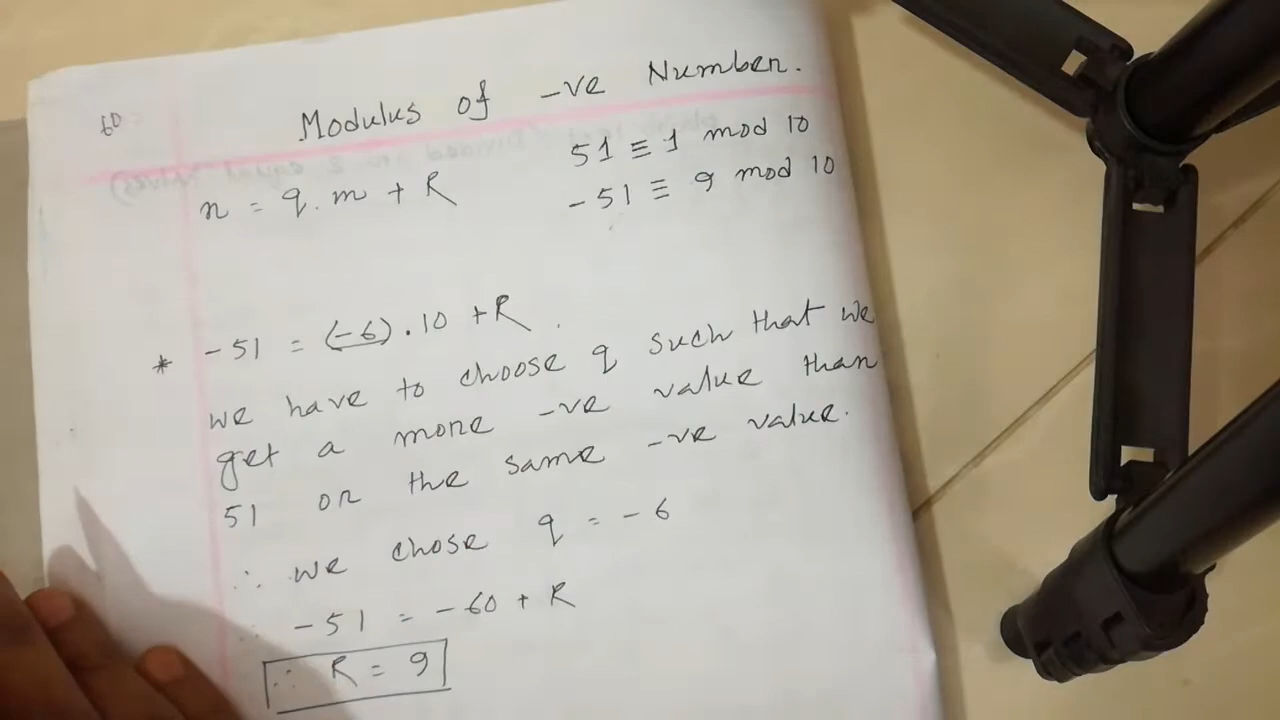 60
Modulus of -ve Number.
n = q. m + R
51 ≡ 1 mod 10
-51 ≡ 9 mod 10
* -51 = (-6) . 10 + R .
we have to choose q such that we
get a more -ve value than
51 or the same -ve value.
∴ we chose q = -6
∴ -51 = -60 + R
∴ R = 9